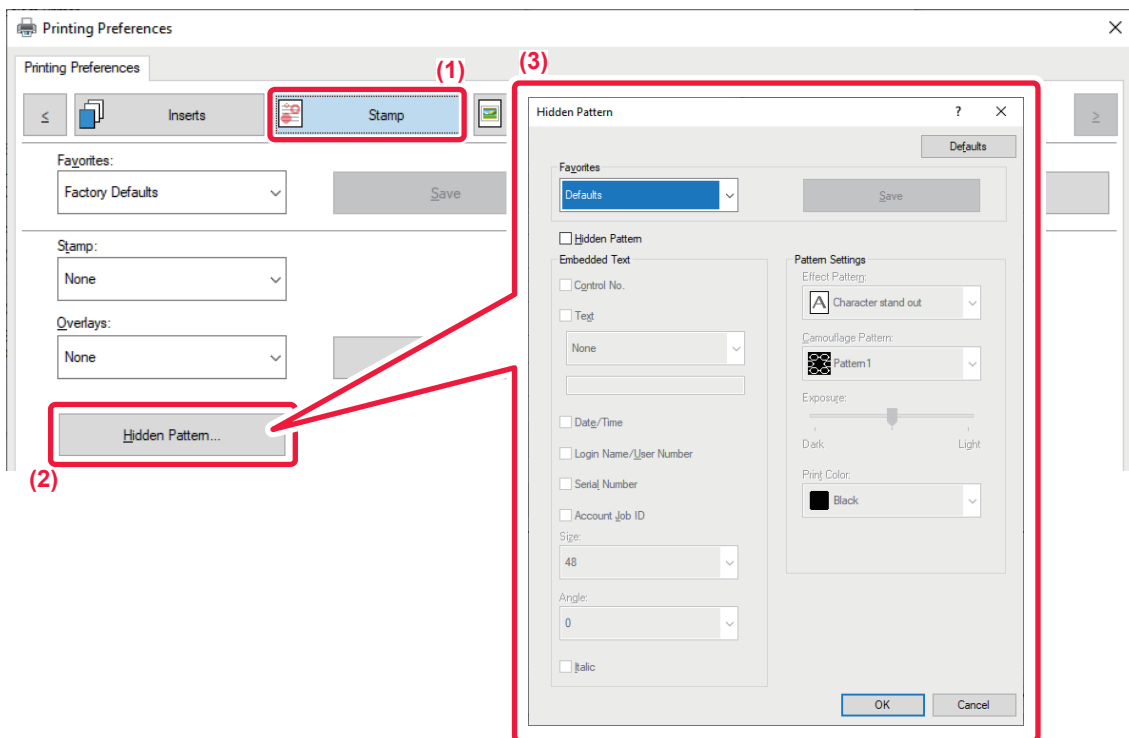 Printing Preferences
Printing Preferences
(1)
(3)
<
Inserts
Stamp
>
Favorites:
Factory Defaults
Save
Stamp:
None
Overlays:
None
Hidden Pattern...
(2)
Hidden Pattern
?
Defaults
Favorites
Defaults
Save
Hidden Pattern
Embedded Text
Control No.
Text
None
Date/Time
Login Name/User Number
Serial Number
Account Job ID
Size:
48
Angle:
0
Italic
Pattern Settings
Effect Pattern:
A Character stand out
Camouflage Pattern:
Pattern1
Exposure:
Dark Light
Print Color:
Black
OK Cancel